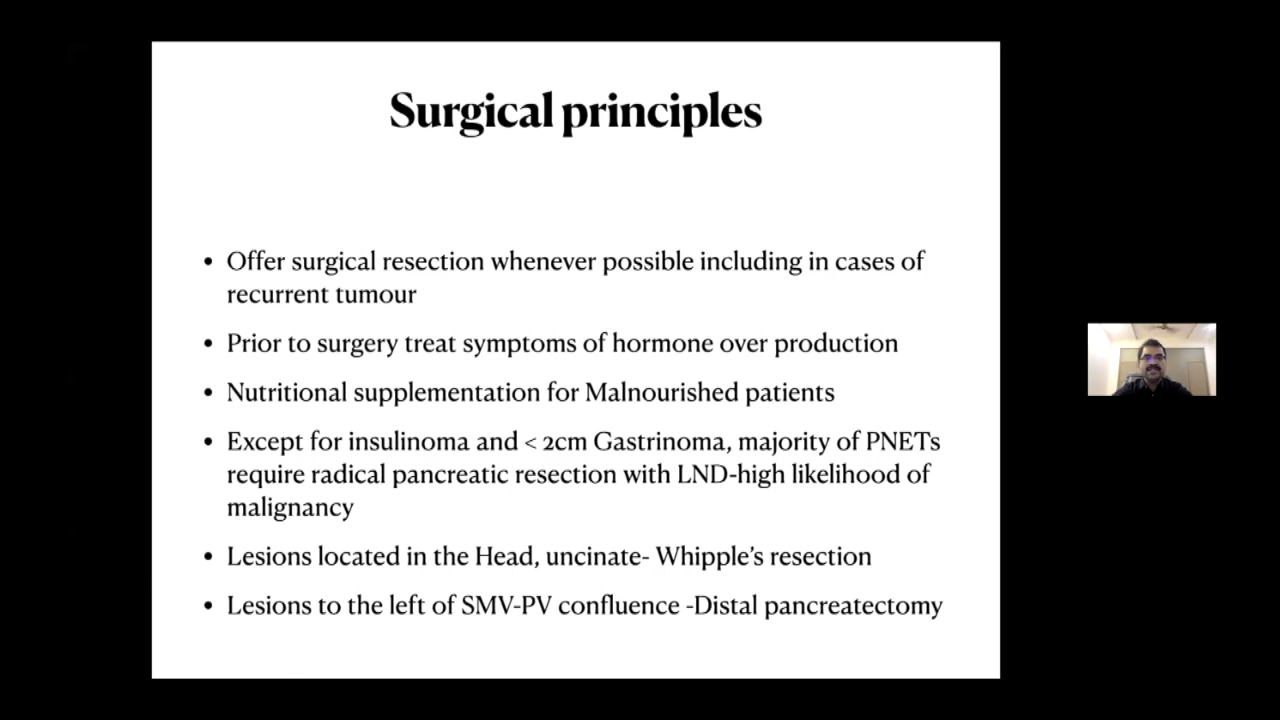 Surgical principles
• Offer surgical resection whenever possible including in cases of
recurrent tumour
• Prior to surgery treat symptoms of hormone over production
• Nutritional supplementation for Malnourished patients
• Except for insulinoma and < 2cm Gastrinoma, majority of PNETs
require radical pancreatic resection with LND-high likelihood of
malignancy
• Lesions located in the Head, uncinate- Whipple’s resection
• Lesions to the left of SMV-PV confluence -Distal pancreatectomy